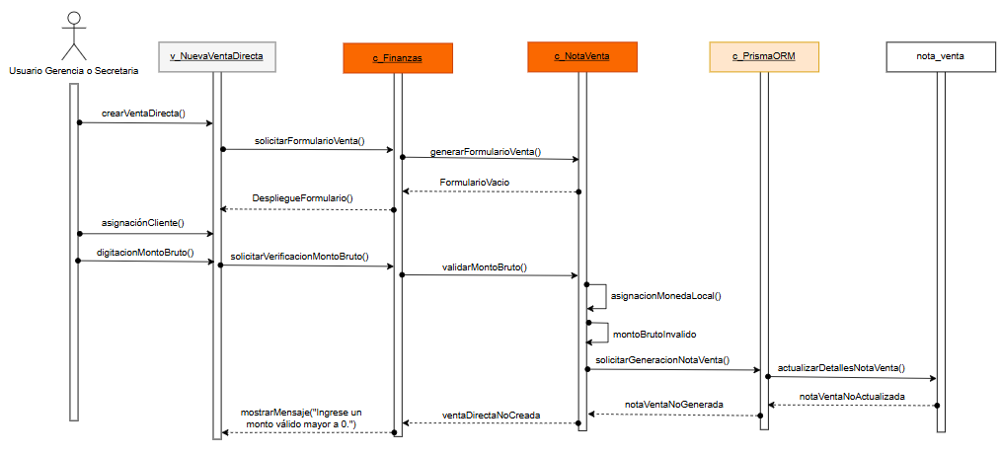 Usuario Gerencia o Secretaria
v_NuevaVentaDirecta
c_Finanzas
c_NotaVenta
c_PrismaORM
nota_venta
crearVentaDirecta()
solicitarFormularioVenta()
generarFormularioVenta()
FormularioVacio
DespliegueFormulario()
asignaciónCliente()
digitacionMontoBruto()
solicitarVerificacionMontoBruto()
validarMontoBruto()
asignacionMonedaLocal()
montoBrutoInvalido
solicitarGeneracionNotaVenta()
actualizarDetallesNotaVenta()
notaVentaNoActualizada
notaVentaNoGenerada
ventaDirectaNoCreada
mostrarMensaje("Ingrese un
monto válido mayor a 0.")